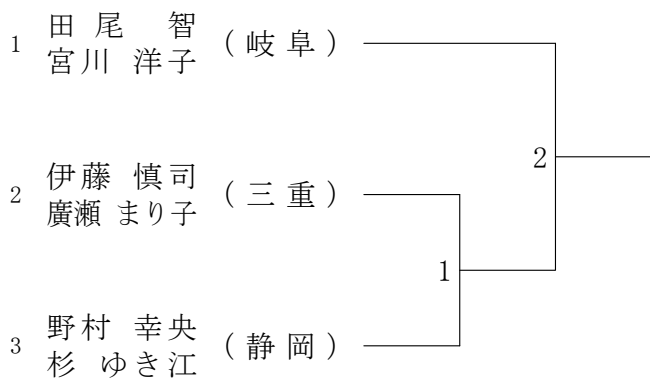 1 田尾 智
宮川 洋子 (岐阜)
2 伊藤 慎司
廣瀬 まり子 (三重)
3 野村 幸央
杉 ゆき江 (静岡)
2
1